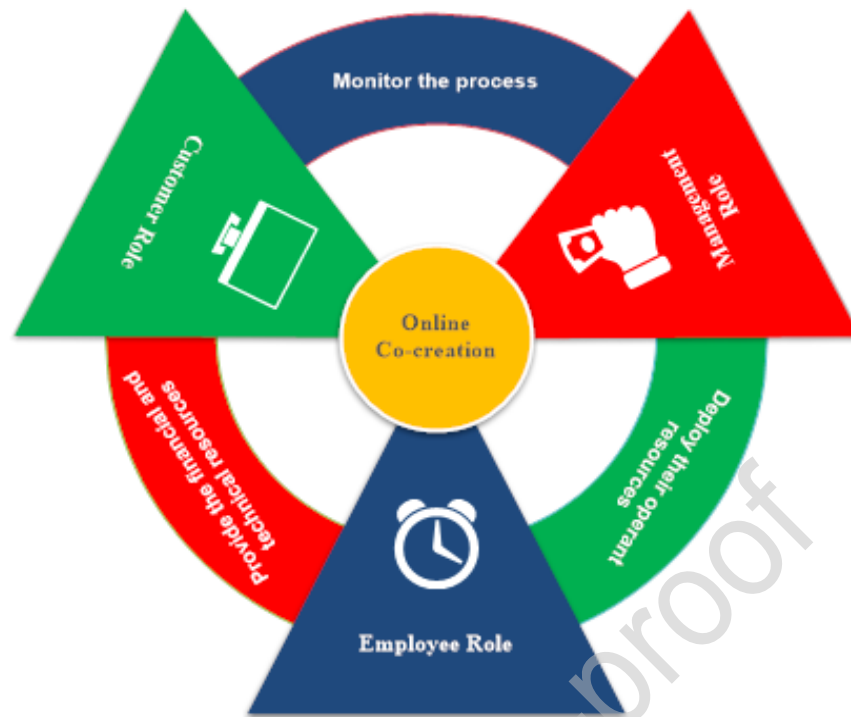 Monitor the process
Customer Role
Management
Role
Online
Co-creation
Provide the financial and
technical resources
Deploy their operant
resources
Employee Role
proof